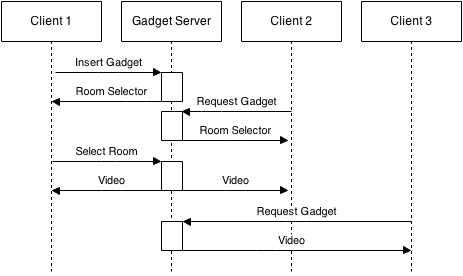 Client 1 Gadget Server Client 2 Client 3
Insert Gadget
Room Selector
Request Gadget
Room Selector
Select Room
Video Video
Request Gadget
Video